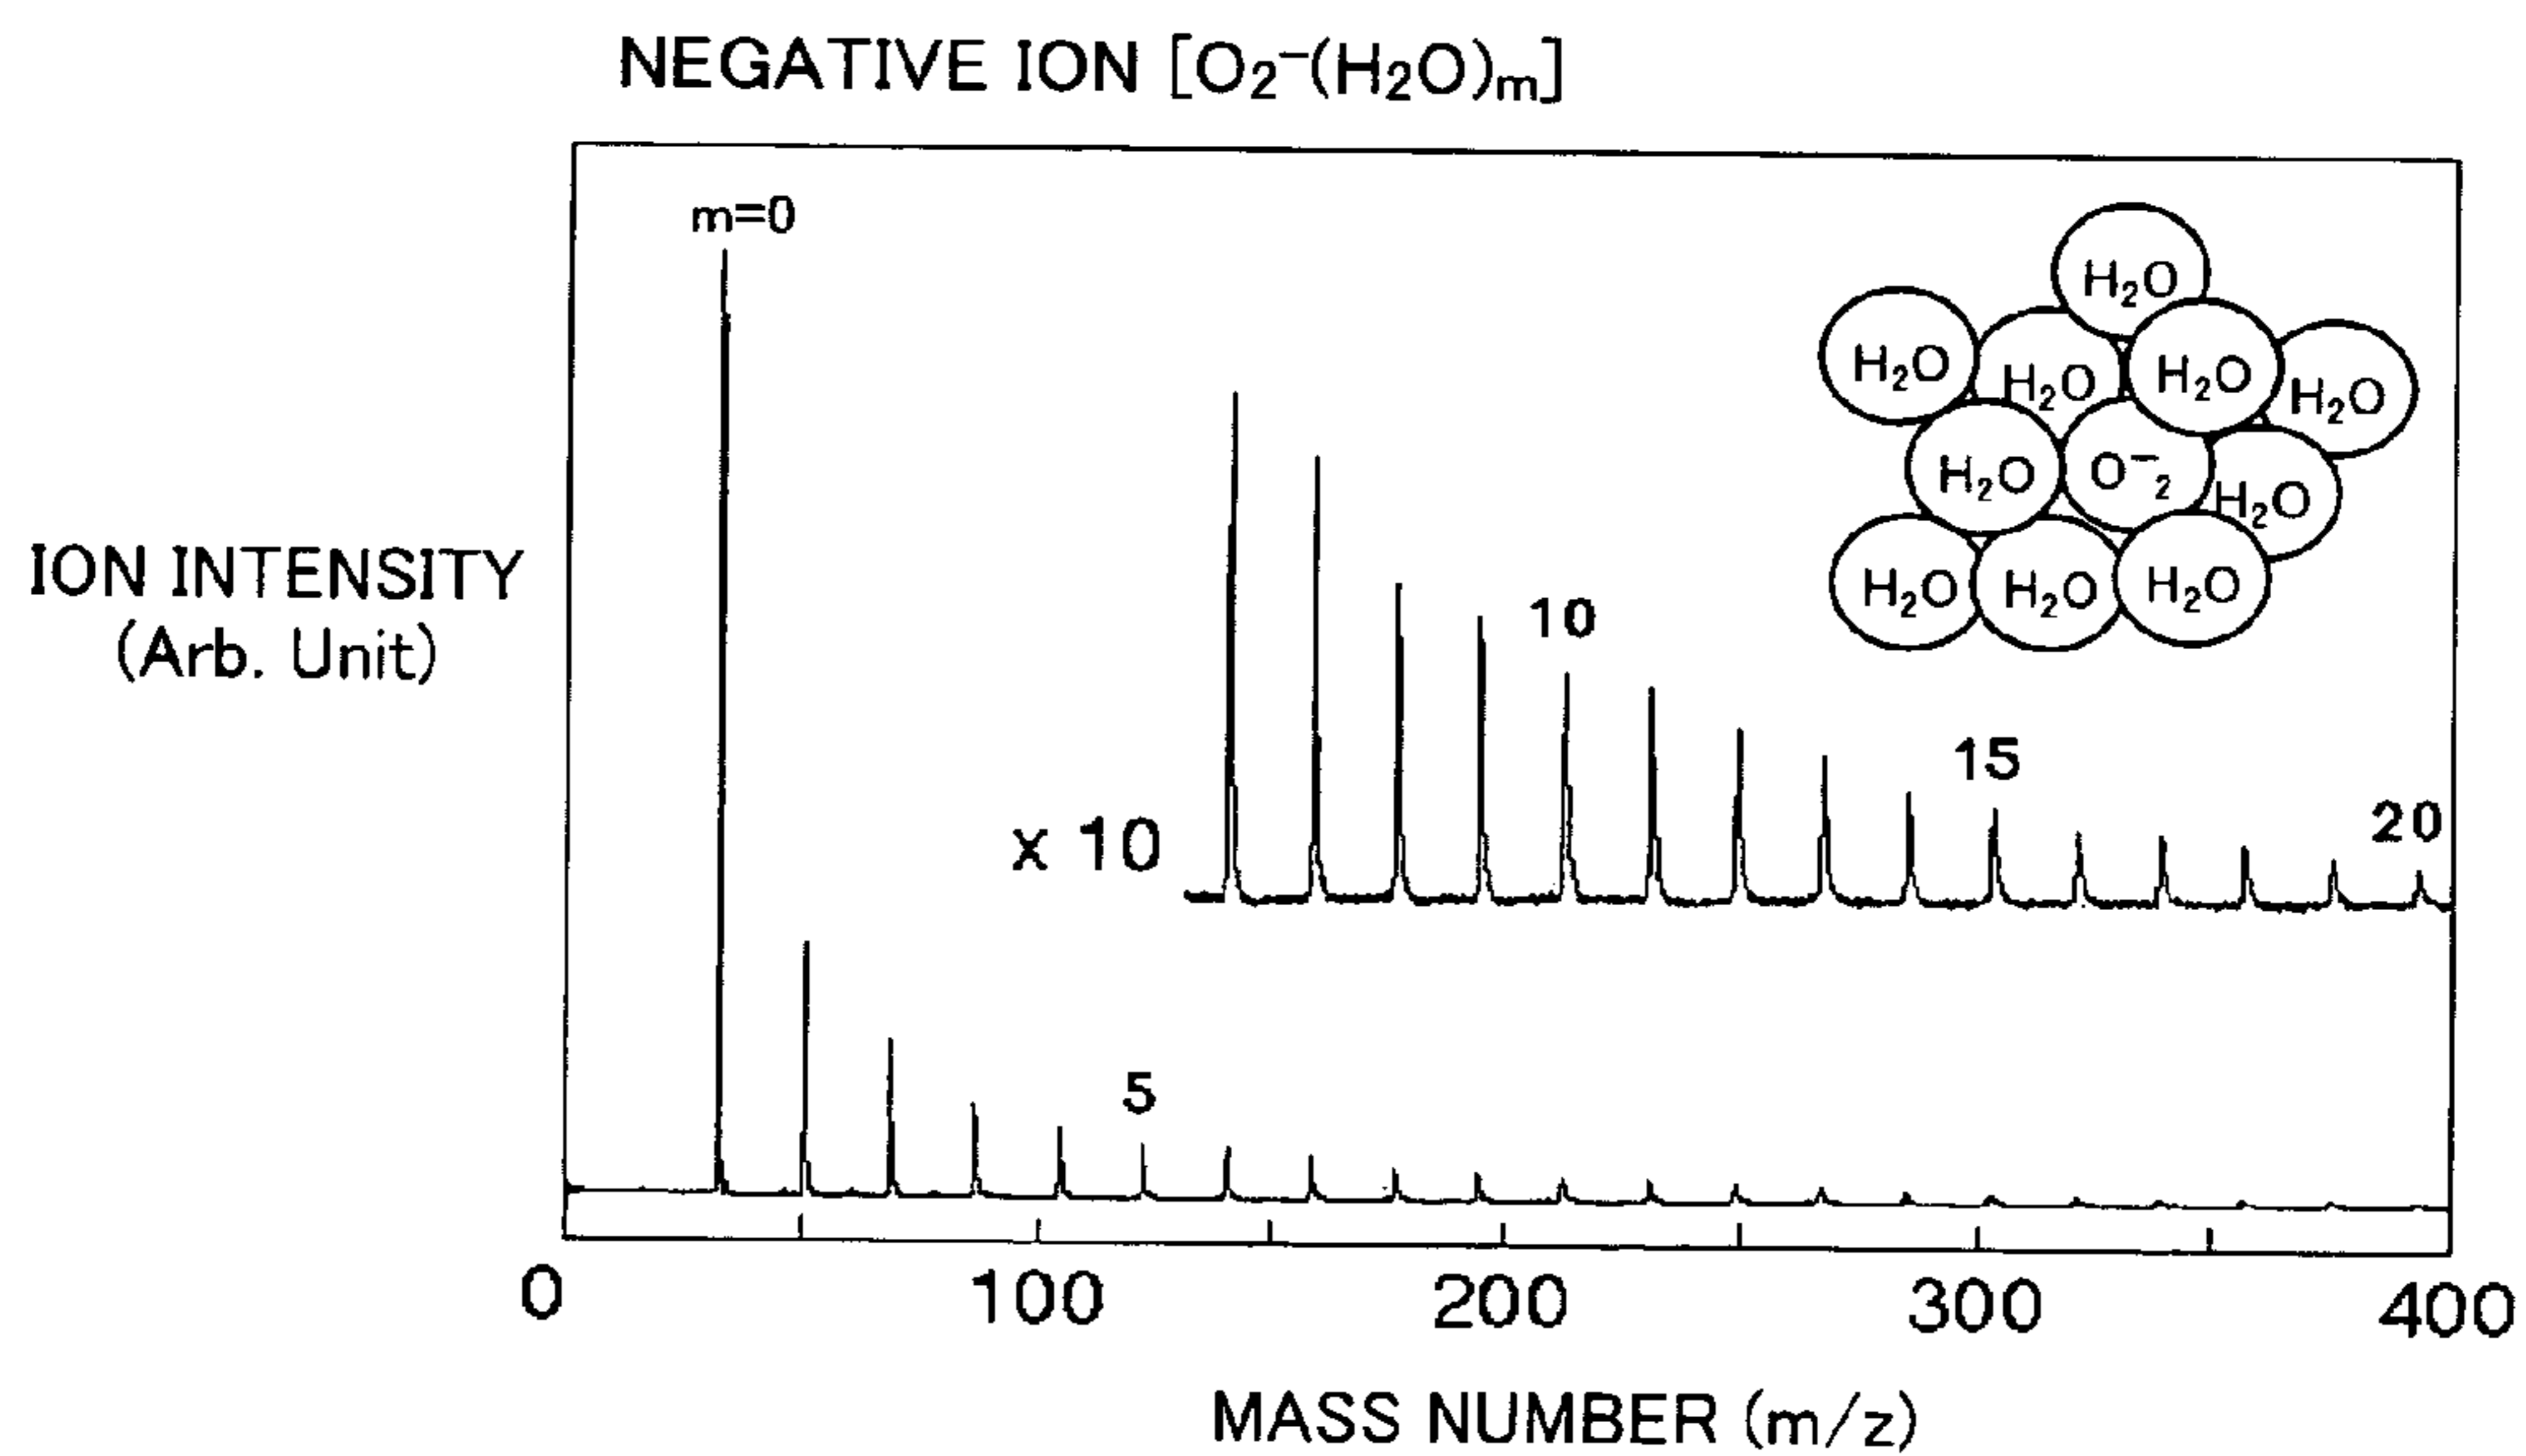 NEGATIVE ION [O₂⁻(H₂O)ₘ]
m=0
H₂O
H₂O
H₂O
H₂O
H₂O
H₂O
O⁻₂
H₂O
H₂O
H₂O
H₂O
ION INTENSITY
(Arb. Unit)
10
15
x 10
20
5
0 100 200 300 400
MASS NUMBER (m/z)